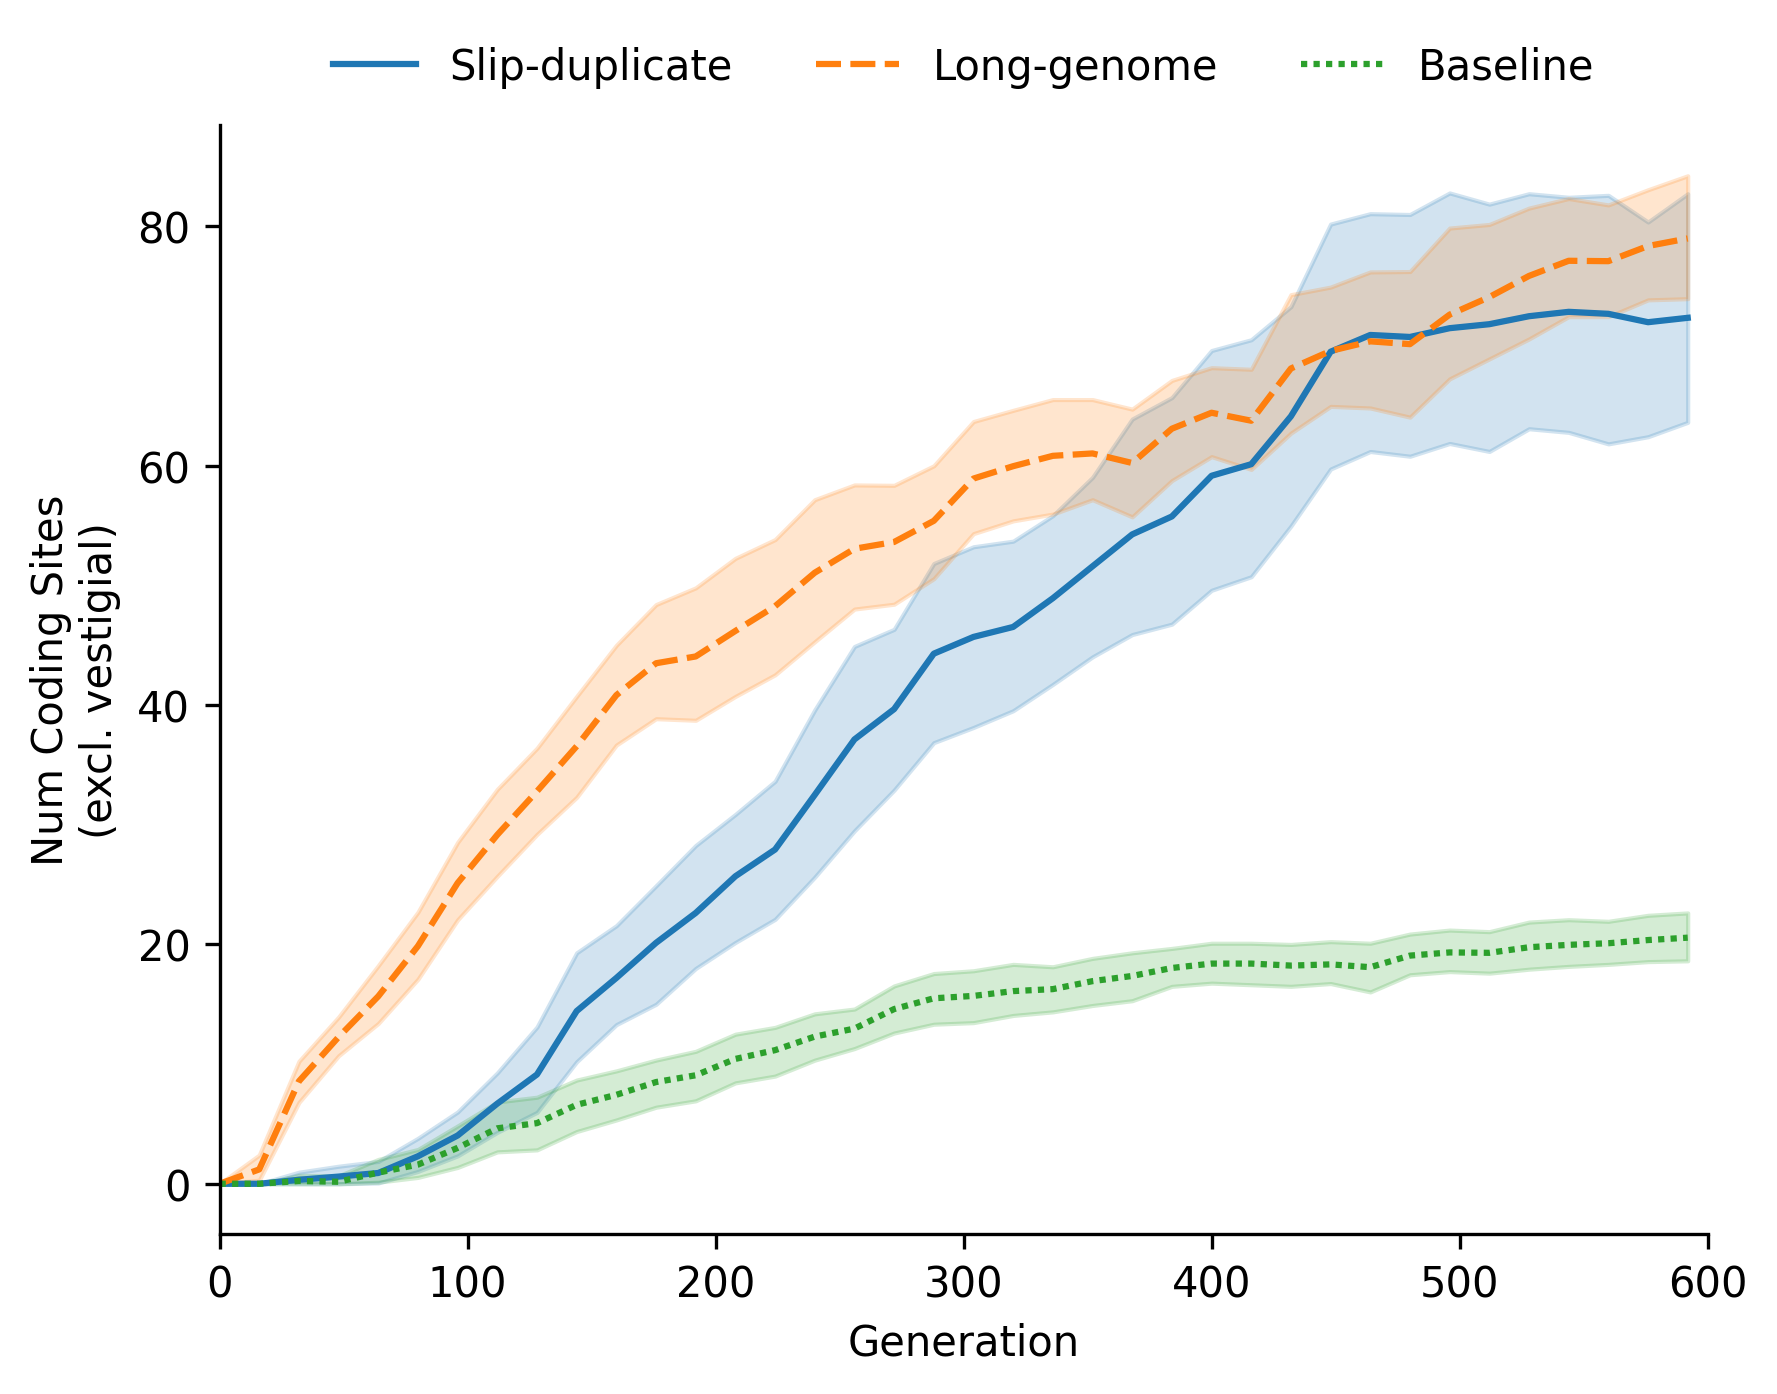 Slip-duplicate Long-genome Baseline
Num Coding Sites
(excl. vestigial)
80
60
40
20
0
0 100 200 300 400 500 600
Generation